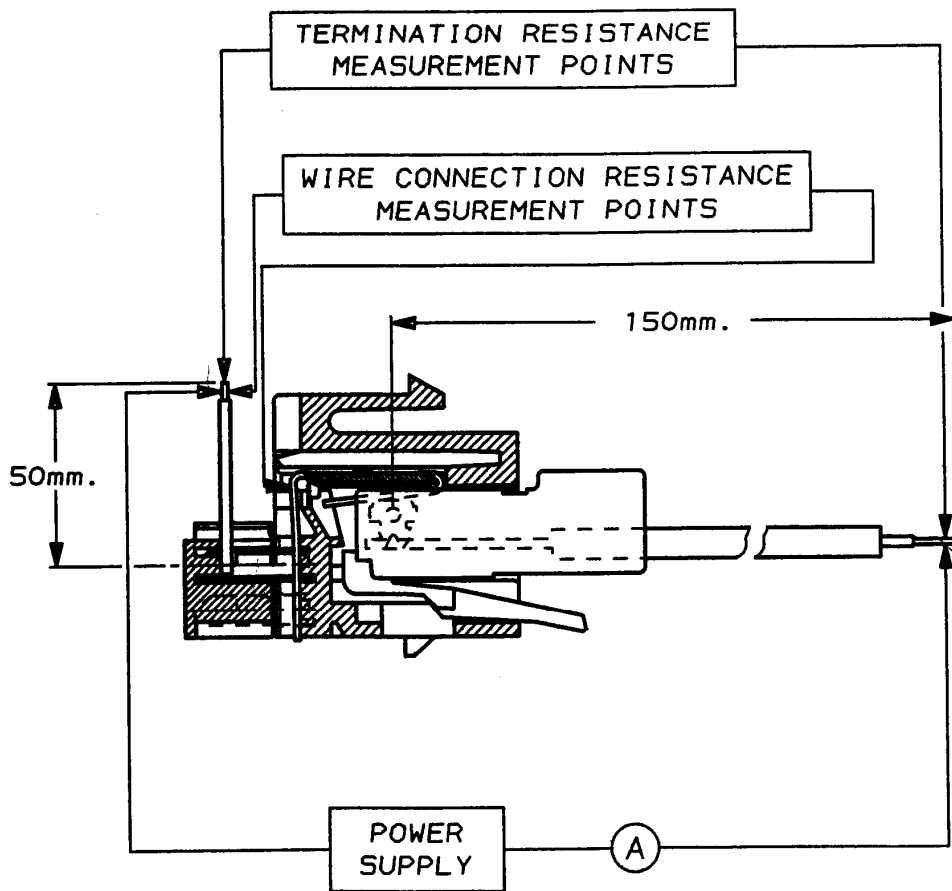 TERMINATION RESISTANCE
MEASUREMENT POINTS
WIRE CONNECTION RESISTANCE
MEASUREMENT POINTS
150mm.
50mm.
POWER
SUPPLY
A